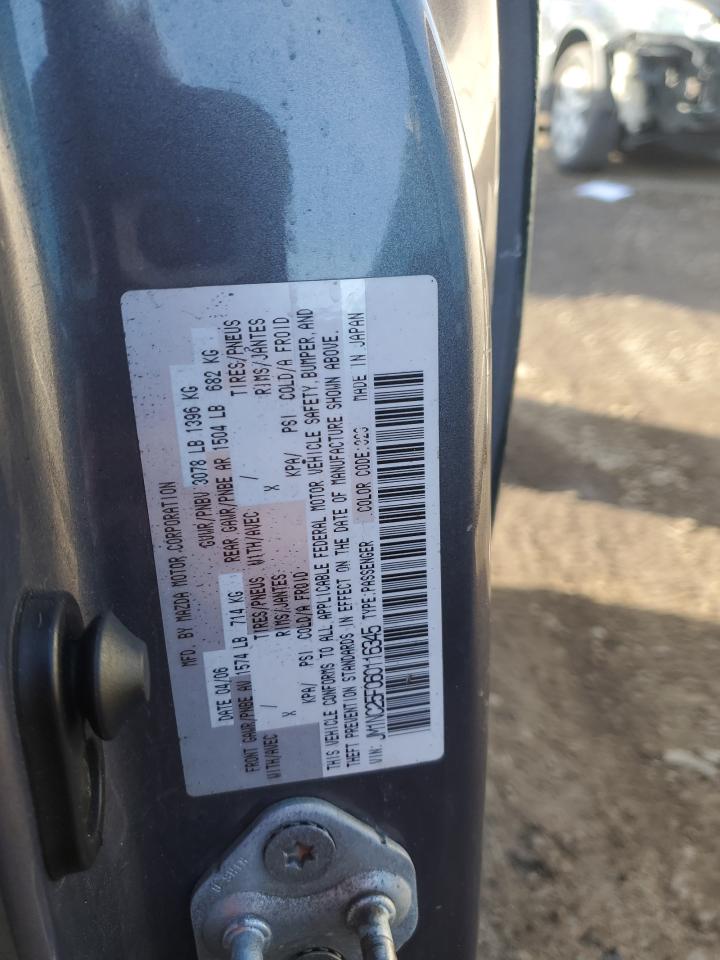 MFD. BY MAZDA MOTOR CORPORATION
DATE 04/06 GVWR/PNBV 3078 LB 1396 KG
FRONT GAWR/PNBE AV 1574 LB 714 KG REAR GAWR/PNBE AR 1504 LB 682 KG
WITH/AVEC TIRES/PNEUS WITH/AVEC / TIRES/PNEUS
X RIMS/JANTES X RIMS/JANTES
KPA/ PSI COLD/A FROID KPA/ PSI COLD/A FROID
THIS VEHICLE CONFORMS TO ALL APPLICABLE FEDERAL MOTOR VEHICLE SAFETY, BUMPER, AND
THEFT PREVENTION STANDARDS IN EFFECT ON THE DATE OF MANUFACTURE SHOWN ABOVE.
VIN: JM1NC25F060116345 TYPE:PASSENGER COLOR CODE: MADE IN JAPAN